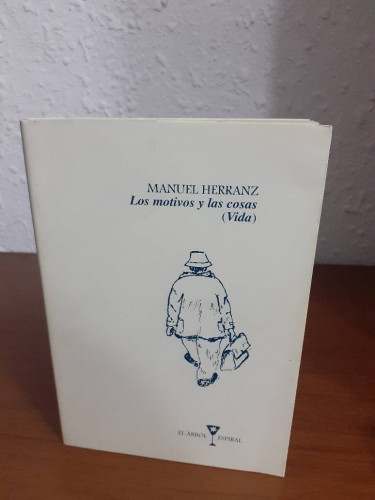 MANUEL HERRANZ
Los motivos y las cosas
(Vida)
EL ÁRBOL ESPIRAL